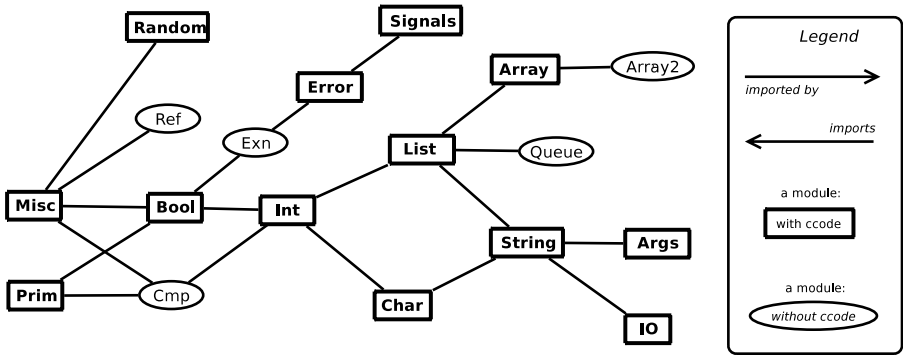 Random
Signals
Error
Array
Array2
Ref
Exn
List
Queue
Misc
Bool
Int
String
Args
Prim
Cmp
Char
IO
Legend
imported by
imports
a module:
with ccode
a module:
without ccode